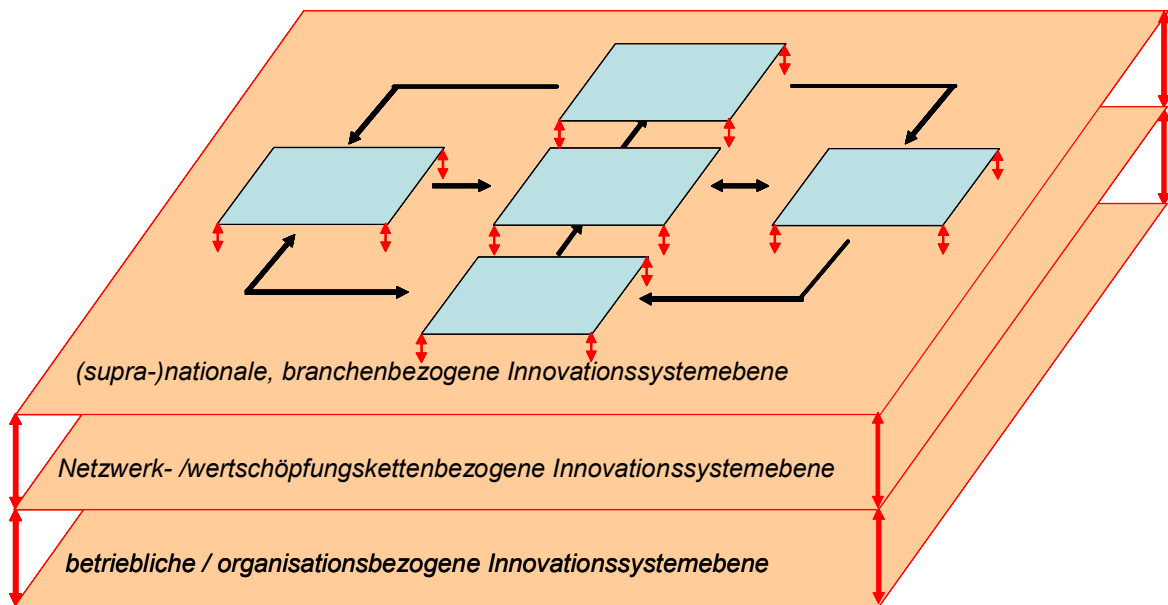 (supra-)nationale, branchenbezogene Innovationssystemebene
Netzwerk- /wertschöpfungskettenbezogene Innovationssystemebene
betriebliche / organisationsbezogene Innovationssystemebene